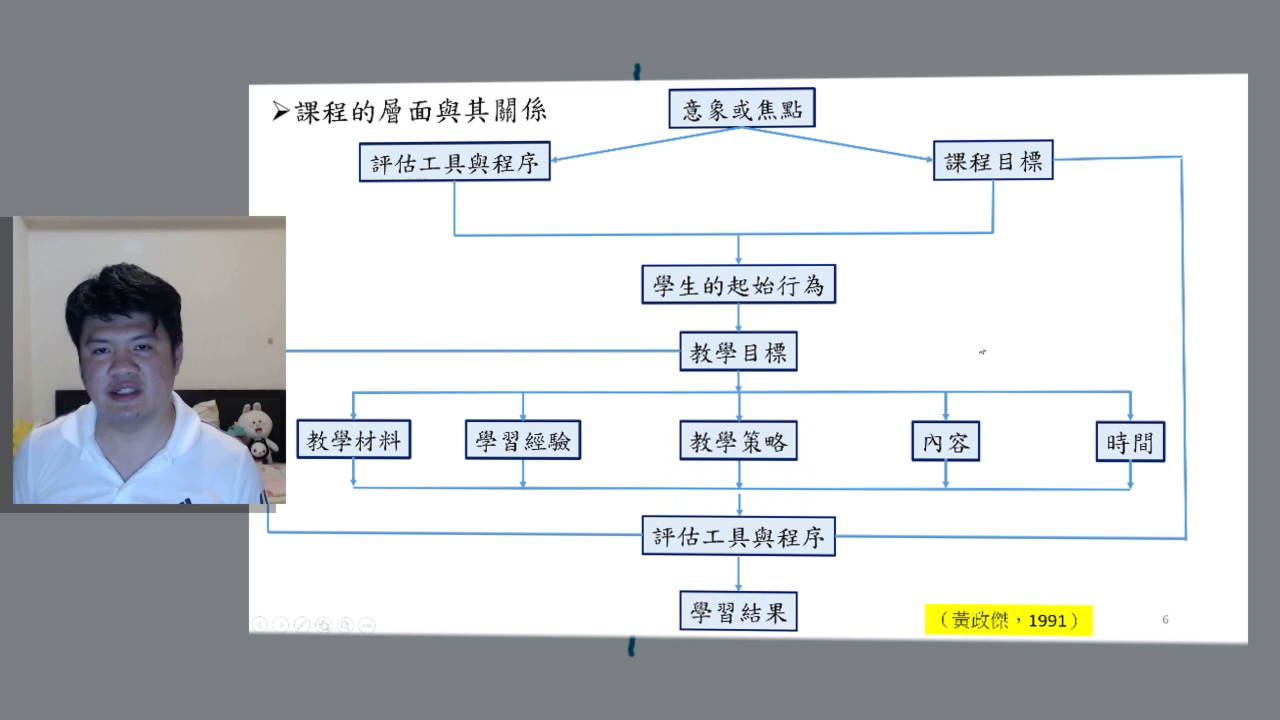 ➢課程的層面與其關係
意象或焦點
評估工具與程序
課程目標
學生的起始行為
教學目標
教學材料
學習經驗
教學策略
內容
時間
評估工具與程序
學習結果
（黃政傑，1991）
6